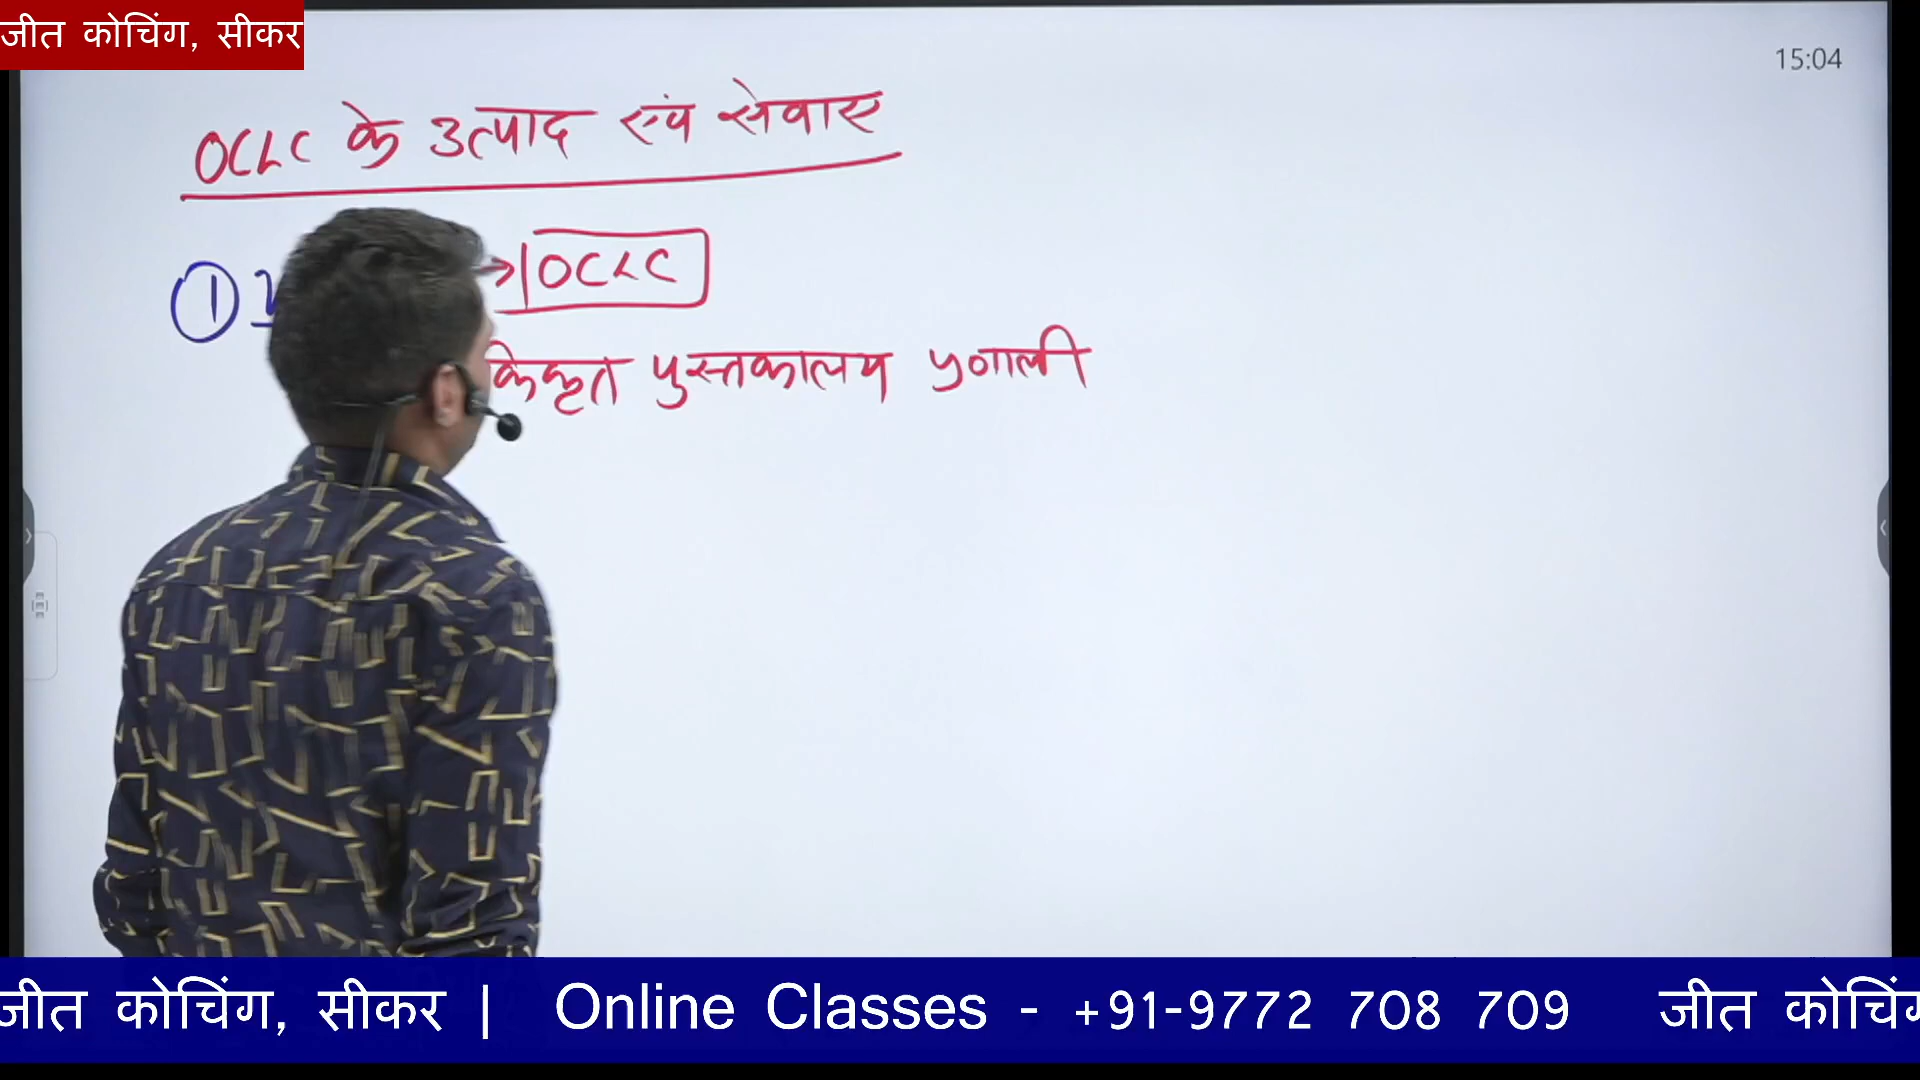 जीत कोचिंग, सीकर
15:04
OCLC के उत्पाद एवं सेवाए
① → OCLC
किकृत पुस्तकालय प्रणाली
जीत कोचिंग, सीकर | Online Classes - +91-9772 708 709 जीत कोचिंग